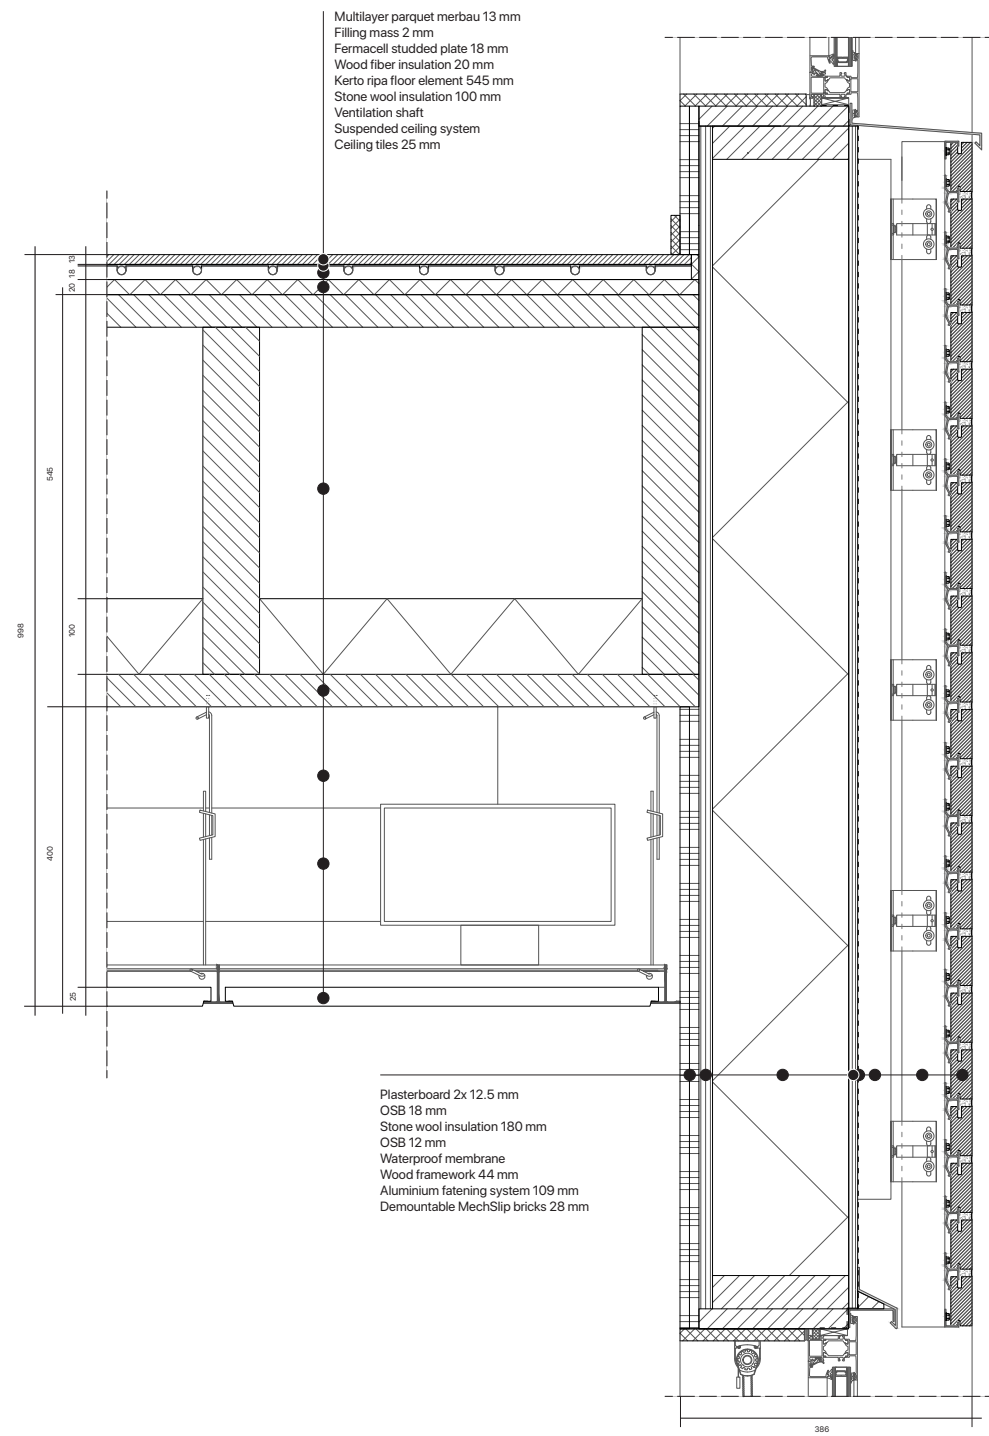 Multilayer parquet merbau 13 mm
Filling mass 2 mm
Fermacell studded plate 18 mm
Wood fiber insulation 20 mm
Kerto ripa floor element 545 mm
Stone wool insulation 100 mm
Ventilation shaft
Suspended ceiling system
Ceiling tiles 25 mm
13
18
20
545
100
998
400
25
Plasterboard 2x 12.5 mm
OSB 18 mm
Stone wool insulation 180 mm
OSB 12 mm
Waterproof membrane
Wood framework 44 mm
Aluminium fatening system 109 mm
Demountable MechSlip bricks 28 mm
386